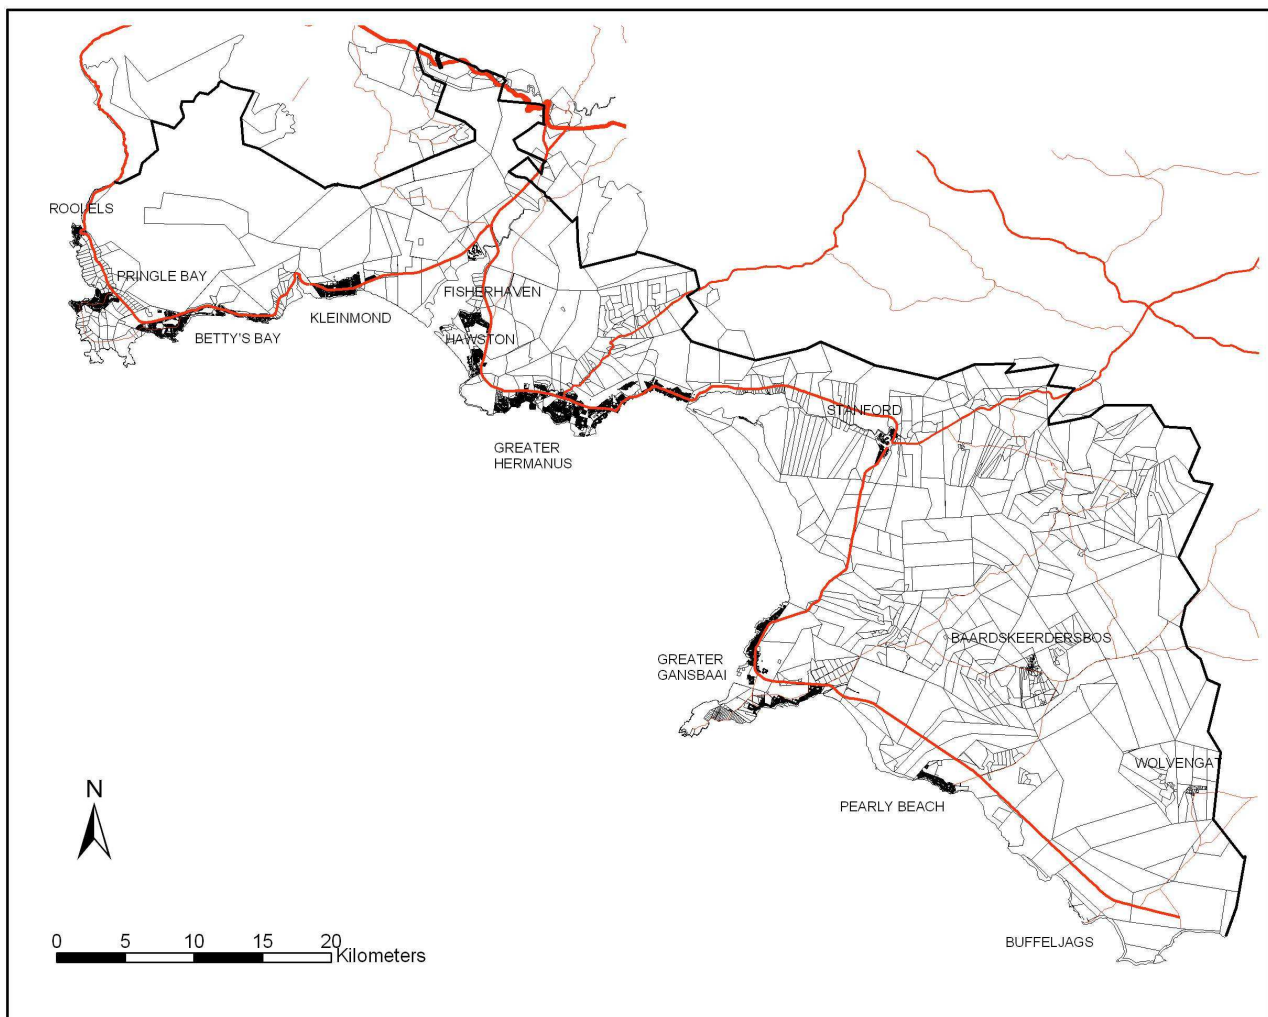 ROOIELS
PRINGLE BAY
BETTY'S BAY
KLEINMOND
FISHERHAVEN
HAWSTON
GREATER
HERMANUS
STANFORD
GREATER
GANSBAAI
BAARDSKEERDERSBOS
WOLVENGAT
PEARLY BEACH
BUFFELJAGS
N
0 5 10 15 20
Kilometers